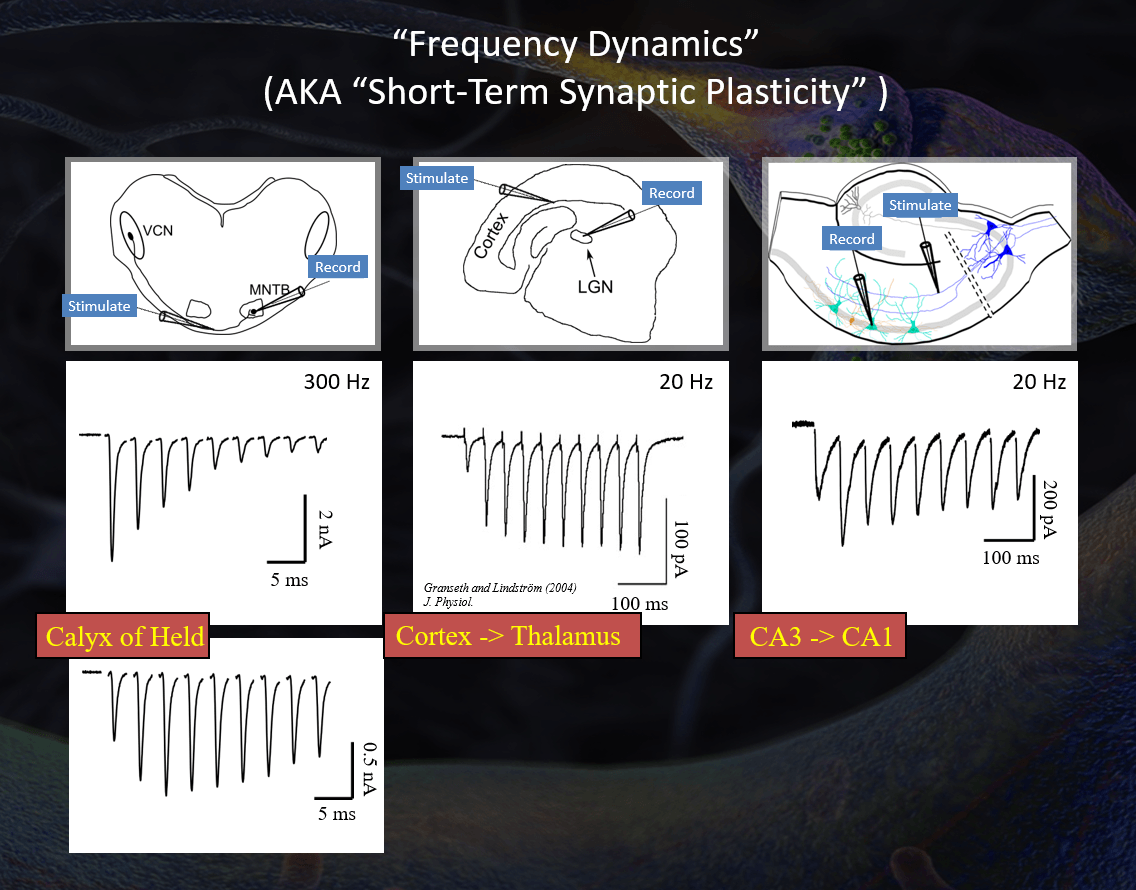 “Frequency Dynamics”
(AKA “Short-Term Synaptic Plasticity” )
VCN
Record
MNTB
Stimulate
Stimulate
Record
Cortex
LGN
Stimulate
Record
300 Hz
2 nA
5 ms
20 Hz
100 pA
Granseth and Lindström (2004)
J. Physiol.
100 ms
20 Hz
200 pA
100 ms
Calyx of Held
Cortex -> Thalamus
CA3 -> CA1
0.5 nA
5 ms